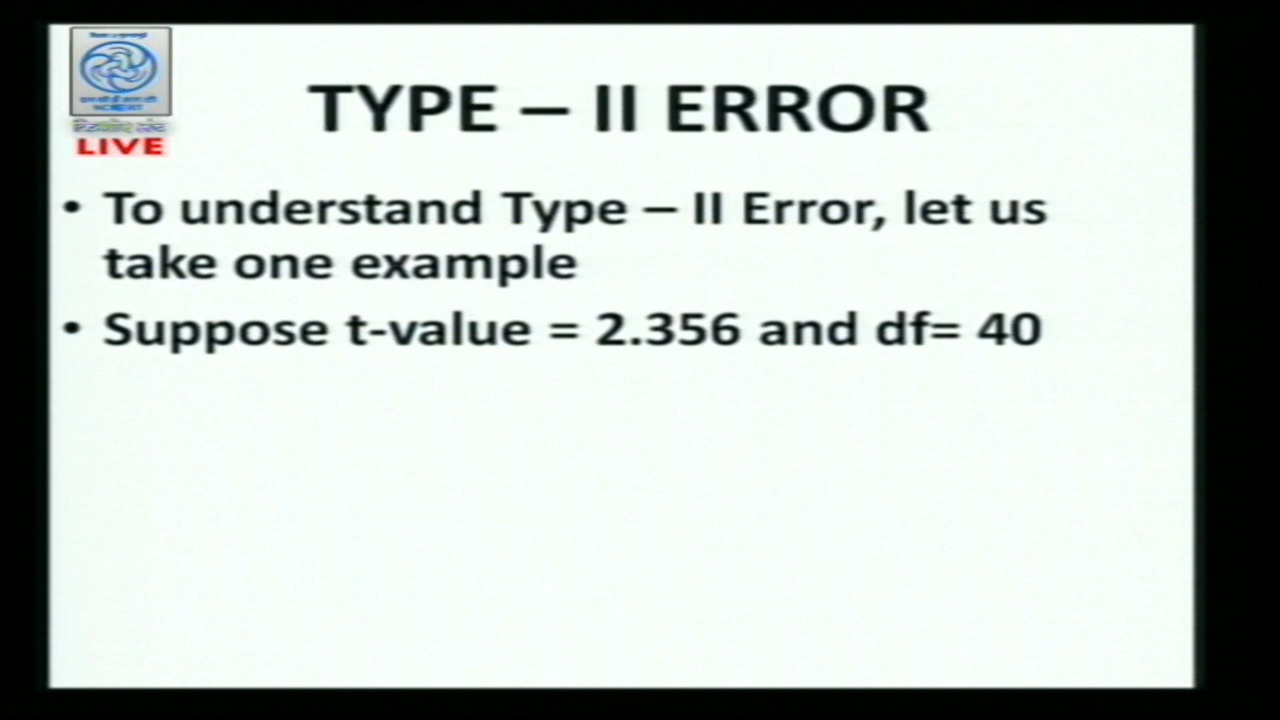 NCERT
LIVE
TYPE – II ERROR
• To understand Type – II Error, let us
take one example
• Suppose t-value = 2.356 and df= 40